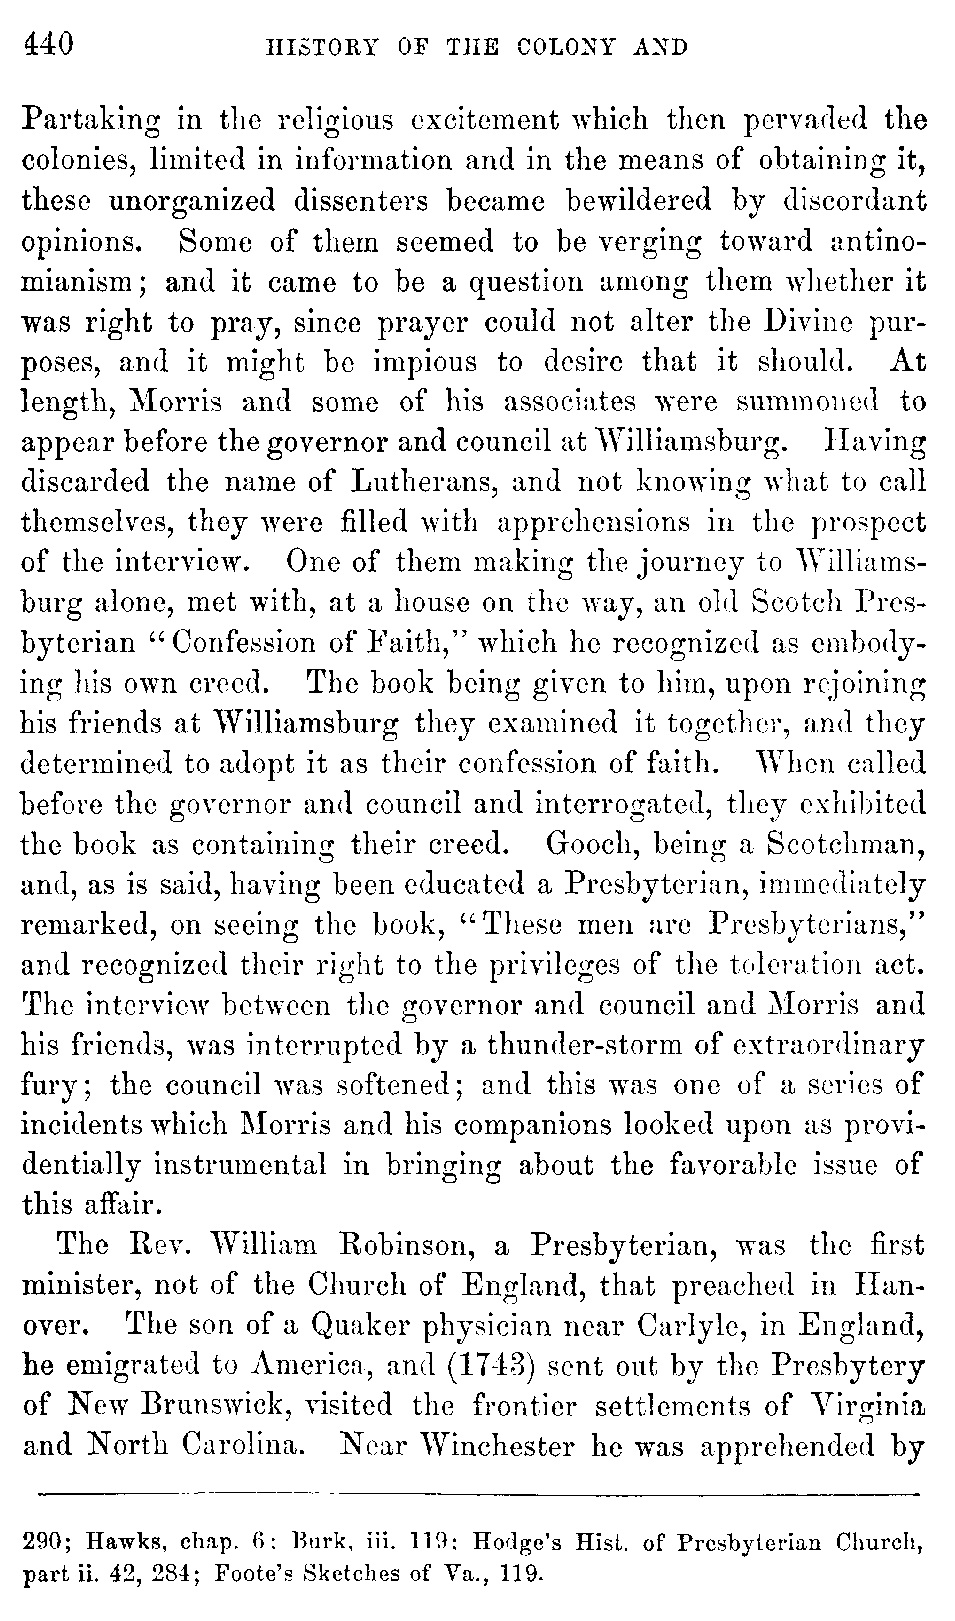 440 HISTORY OF THE COLONY AND
Partaking in the religious excitement which then pervaded the
colonies, limited in information and in the means of obtaining it,
these unorganized dissenters became bewildered by discordant
opinions. Some of them seemed to be verging toward antino-
mianism; and it came to be a question among them whether it
was right to pray, since prayer could not alter the Divine pur-
poses, and it might be impious to desire that it should. At
length, Morris and some of his associates were summoned to
appear before the governor and council at Williamsburg. Having
discarded the name of Lutherans, and not knowing what to call
themselves, they were filled with apprehensions in the prospect
of the interview. One of them making the journey to Williams-
burg alone, met with, at a house on the way, an old Scotch Pres-
byterian "Confession of Faith," which he recognized as embody-
ing his own creed. The book being given to him, upon rejoining
his friends at Williamsburg they examined it together, and they
determined to adopt it as their confession of faith. When called
before the governor and council and interrogated, they exhibited
the book as containing their creed. Gooch, being a Scotchman,
and, as is said, having been educated a Presbyterian, immediately
remarked, on seeing the book, "These men are Presbyterians,"
and recognized their right to the privileges of the toleration act.
The interview between the governor and council and Morris and
his friends, was interrupted by a thunder-storm of extraordinary
fury; the council was softened; and this was one of a series of
incidents which Morris and his companions looked upon as provi-
dentially instrumental in bringing about the favorable issue of
this affair.
The Rev. William Robinson, a Presbyterian, was the first
minister, not of the Church of England, that preached in Han-
over. The son of a Quaker physician near Carlyle, in England,
he emigrated to America, and (1743) sent out by the Presbytery
of New Brunswick, visited the frontier settlements of Virginia
and North Carolina. Near Winchester he was apprehended by
290; Hawks, chap. 6; Burk, iii. 119; Hodge's Hist. of Presbyterian Church,
part ii. 42, 284; Foote's Sketches of Va., 119.